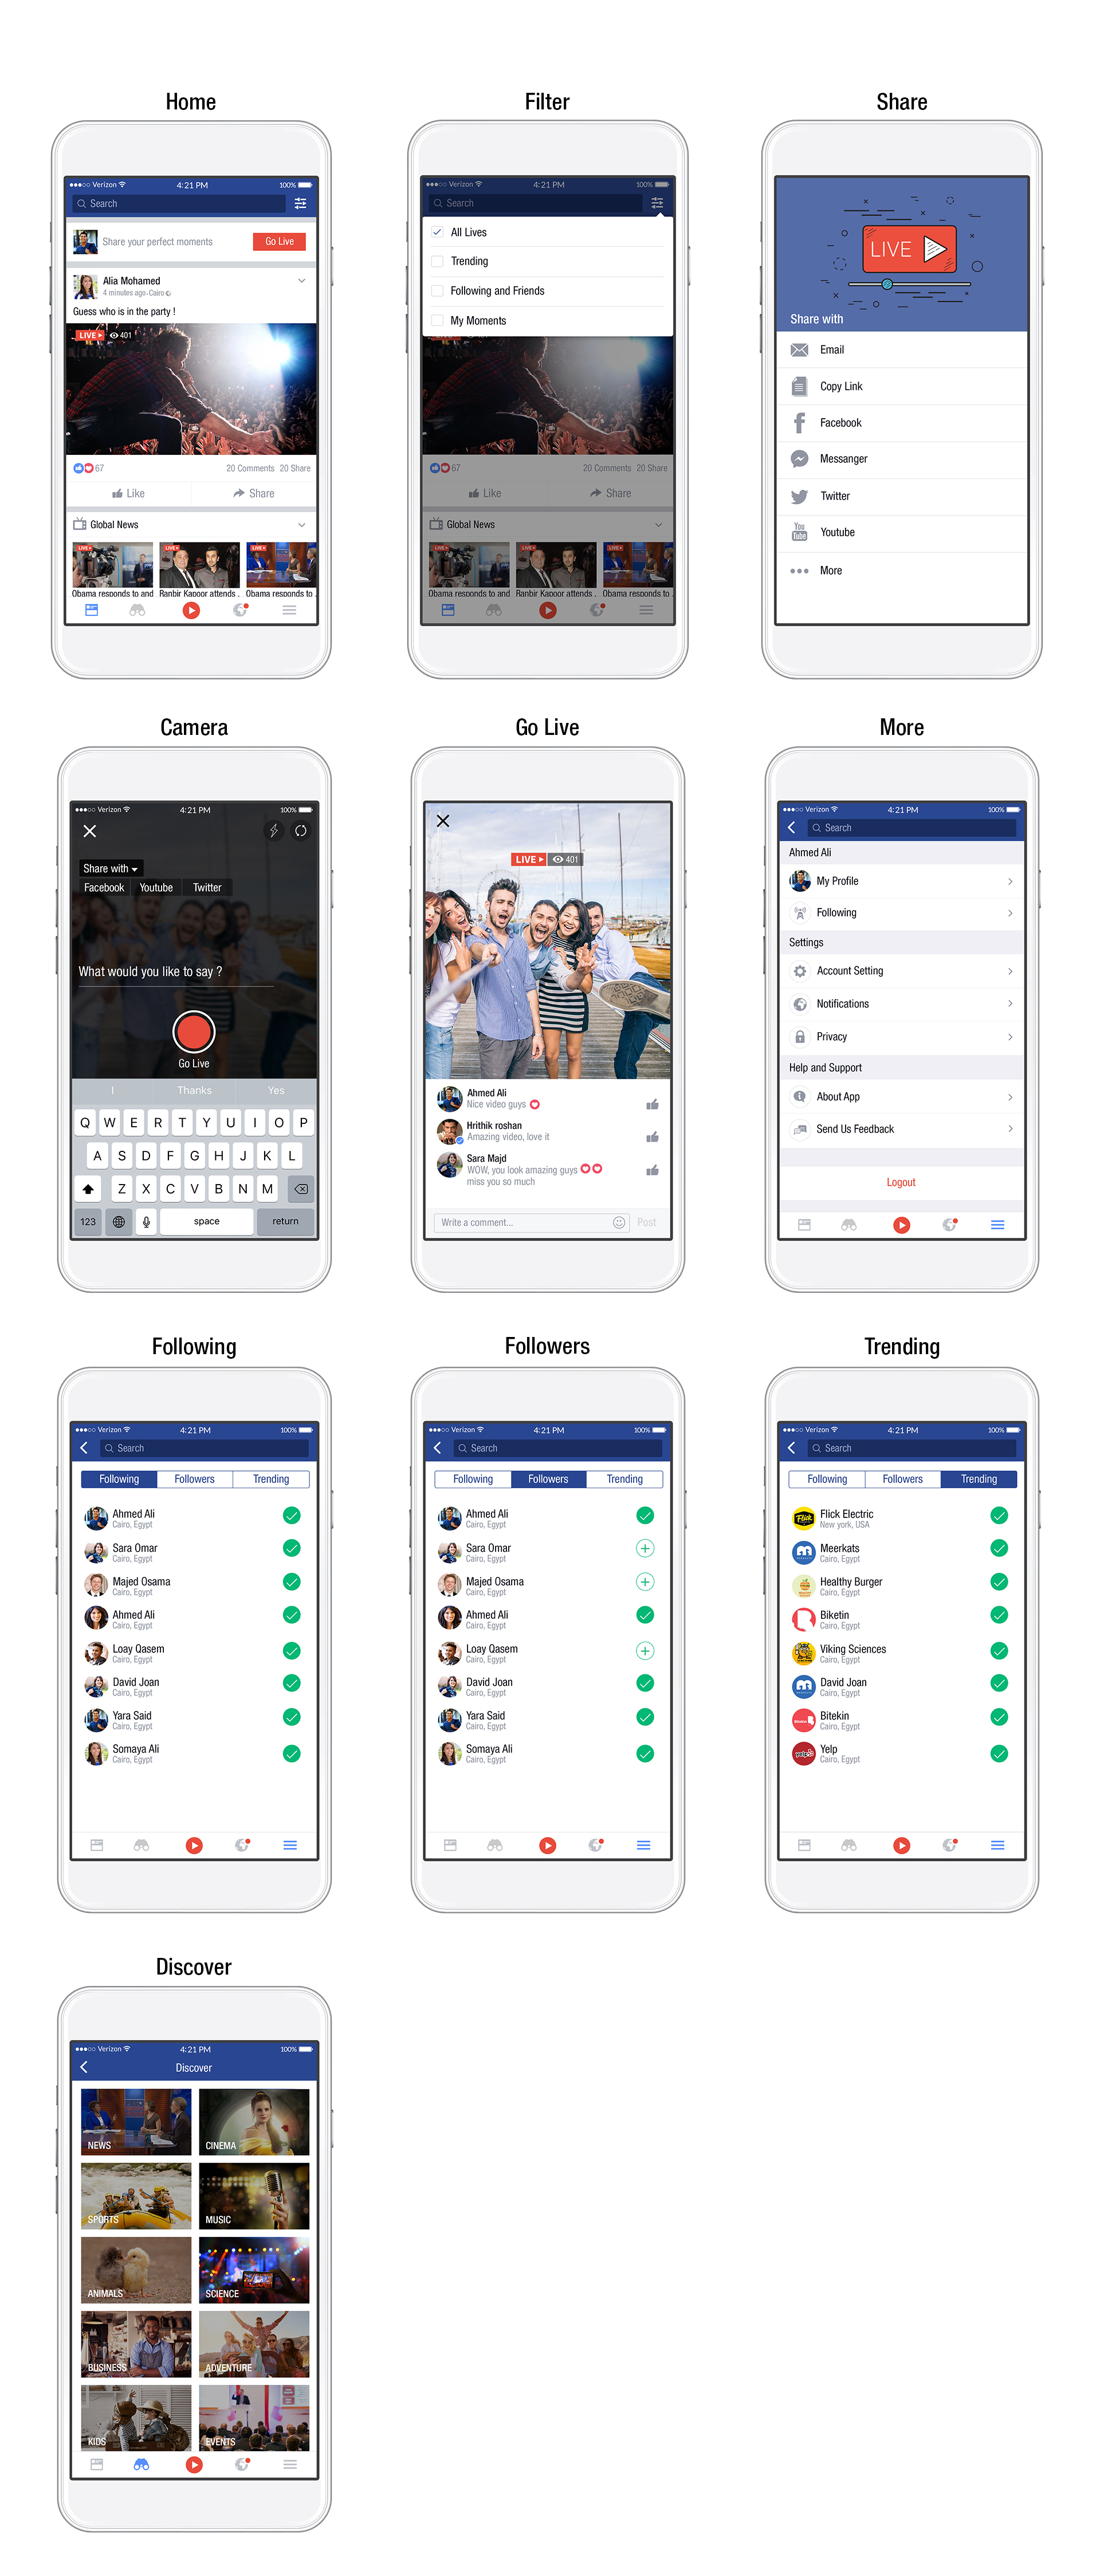 Home
Verizon 4:21 PM 100%
Search
Share your perfect moments Go Live
Alia Mohamed
4 minutes ago - Cairo
Guess who is in the party !
LIVE 401
67 20 Comments 20 Share
Like Share
Global News
LIVE LIVE LIVE
Obama responds to and Ranbir Kapoor attends . Obama responds to .
Filter
Verizon 4:21 PM 100%
Search
All Lives
Trending
Following and Friends
My Moments
67 20 Comments 20 Share
Like Share
Global News
LIVE LIVE LIVE
Obama responds to and Ranbir Kapoor attends . Obama responds to .
Share
LIVE
Share with
Email
Copy Link
Facebook
Messanger
Twitter
You
Tube
Youtube
More
Camera
Verizon 4:21 PM 100%
Share with
Facebook Youtube Twitter
What would you like to say ?
Go Live
I Thanks Yes
Q W E R T Y U I O P
A S D F G H J K L
Z X C V B N M
123 space return
Go Live
LIVE 401
Ahmed Ali
Nice video guys
Hrithik roshan
Amazing video, love it
Sara Majd
WOW, you look amazing guys
miss you so much
Write a comment... Post
More
Verizon 4:21 PM 100%
Search
Ahmed Ali
My Profile
Following
Settings
Account Setting
Notifications
Privacy
Help and Support
About App
Send Us Feedback
Logout
Following
Verizon 4:21 PM 100%
Search
Following Followers Trending
Ahmed Ali
Cairo, Egypt
Sara Omar
Cairo, Egypt
Majed Osama
Cairo, Egypt
Ahmed Ali
Cairo, Egypt
Loay Qasem
Cairo, Egypt
David Joan
Cairo, Egypt
Yara Said
Cairo, Egypt
Somaya Ali
Cairo, Egypt
Followers
Verizon 4:21 PM 100%
Search
Following Followers Trending
Ahmed Ali
Cairo, Egypt
Sara Omar
Cairo, Egypt
Majed Osama
Cairo, Egypt
Ahmed Ali
Cairo, Egypt
Loay Qasem
Cairo, Egypt
David Joan
Cairo, Egypt
Yara Said
Cairo, Egypt
Somaya Ali
Cairo, Egypt
Trending
Verizon 4:21 PM 100%
Search
Following Followers Trending
Flick
Flick Electric
New york, USA
Meerkats
Cairo, Egypt
Healthy Burger
Cairo, Egypt
Biketin
Cairo, Egypt
Viking Sciences
Cairo, Egypt
David Joan
Cairo, Egypt
Bitekin
Cairo, Egypt
yelp
Yelp
Cairo, Egypt
Discover
Verizon 4:21 PM 100%
Discover
NEWS CINEMA
SPORTS MUSIC
ANIMALS SCIENCE
BUSINESS ADVENTURE
KIDS EVENTS